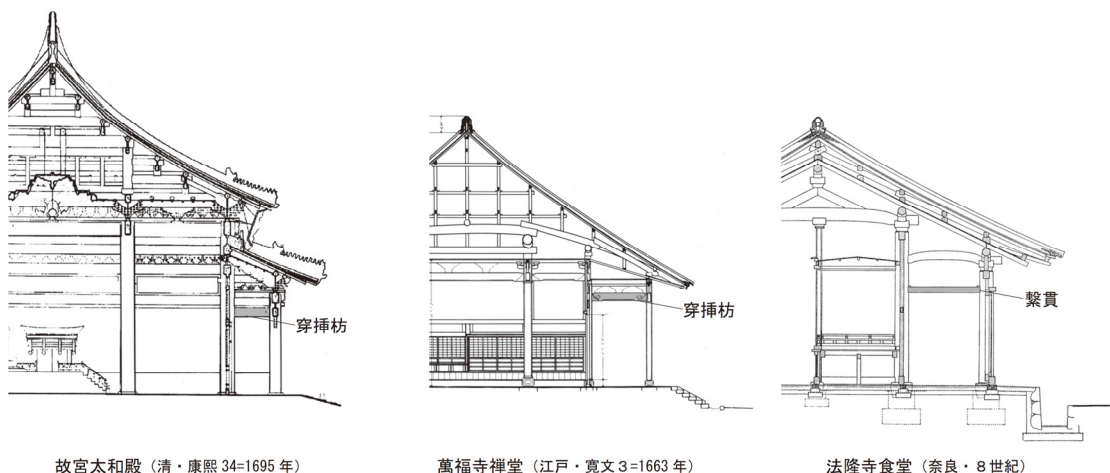 穿挿枋
穿挿枋
繋貫
故宮太和殿（清・康熙 34=1695 年）
萬福寺禅堂（江戸・寛文３=1663 年）
法隆寺食堂（奈良・８世紀）